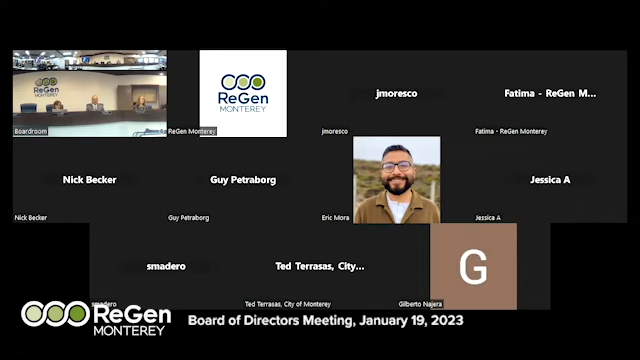 ReGen
MONTEREY
Boardroom
ReGen
MONTEREY
ReGen Monterey
jmoresco
jmoresco
Fatima - ReGen M...
Fatima - ReGen Monterey
Nick Becker
Nick Becker
Guy Petraborg
Guy Petraborg
Eric Mora
Jessica A
Jessica A
smadero
smadero
Ted Terrasas, City...
Ted Terrasas, City of Monterey
G
Gilberto Najera
ReGen
MONTEREY
Board of Directors Meeting, January 19, 2023